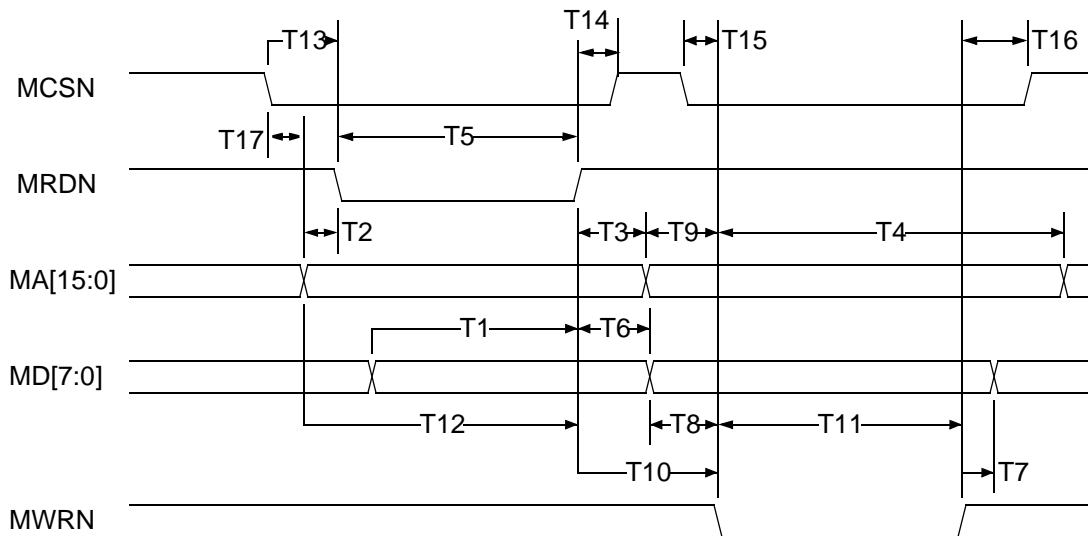 T14
T13
T15
T16
MCSN
T17
T5
MRDN
T2
T3
T9
T4
MA[15:0]
T1
T6
MD[7:0]
T12
T8
T11
T10
T7
MWRN